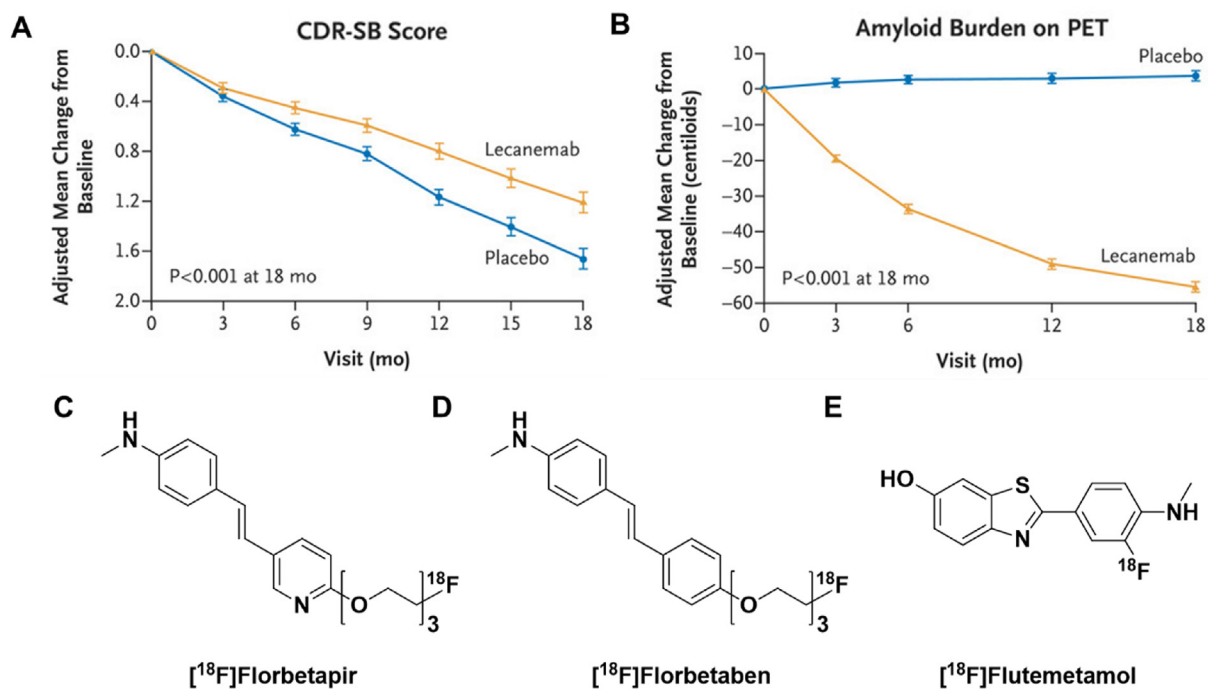 A
CDR-SB Score
Adjusted Mean Change from
Baseline
0.0
0.4
0.8
1.2
1.6
2.0
Lecanemab
Placebo
P<0.001 at 18 mo
0 3 6 9 12 15 18
Visit (mo)
B
Amyloid Burden on PET
Adjusted Mean Change from
Baseline (centiloids)
10
0
−10
−20
−30
−40
−50
−60
Placebo
Lecanemab
P<0.001 at 18 mo
0 3 6 12 18
Visit (mo)
C
H
N
N
O
18F
3
[18F]Florbetapir
D
H
N
O
18F
3
[18F]Florbetaben
E
HO
S
N
NH
18F
[18F]Flutemetamol